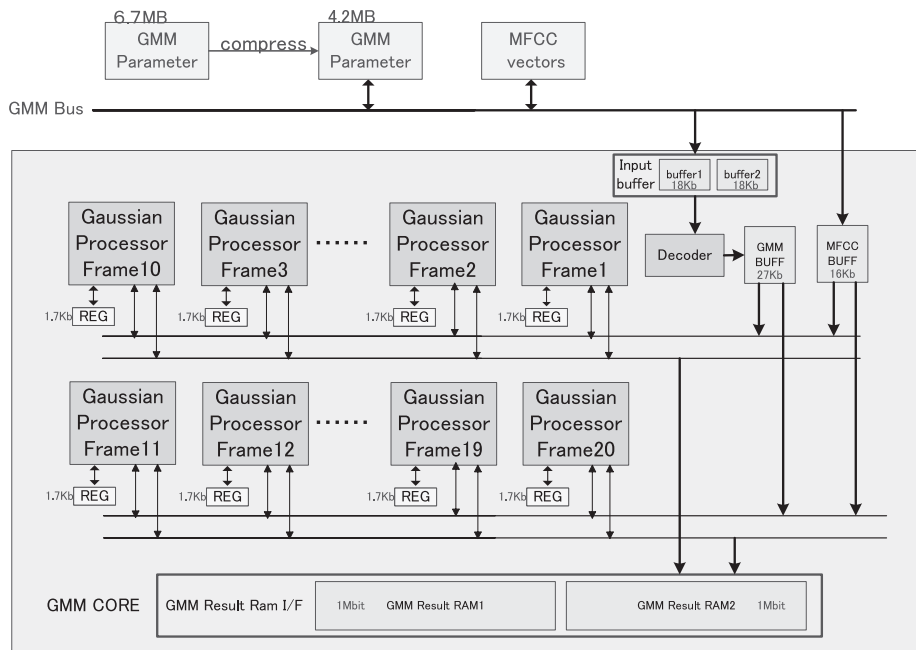 6.7MB
GMM
Parameter
compress
4.2MB
GMM
Parameter
MFCC
vectors
GMM Bus
Input
buffer
buffer1
18Kb
buffer2
18Kb
Gaussian
Processor
Frame10
Gaussian
Processor
Frame3
······
Gaussian
Processor
Frame2
Gaussian
Processor
Frame1
Decoder
GMM
BUFF
27Kb
MFCC
BUFF
16Kb
1.7Kb REG
1.7Kb REG
1.7Kb REG
1.7Kb REG
Gaussian
Processor
Frame11
Gaussian
Processor
Frame12
······
Gaussian
Processor
Frame19
Gaussian
Processor
Frame20
1.7Kb REG
1.7Kb REG
1.7Kb REG
1.7Kb REG
GMM CORE
GMM Result Ram I/F
1Mbit GMM Result RAM1
GMM Result RAM2 1Mbit